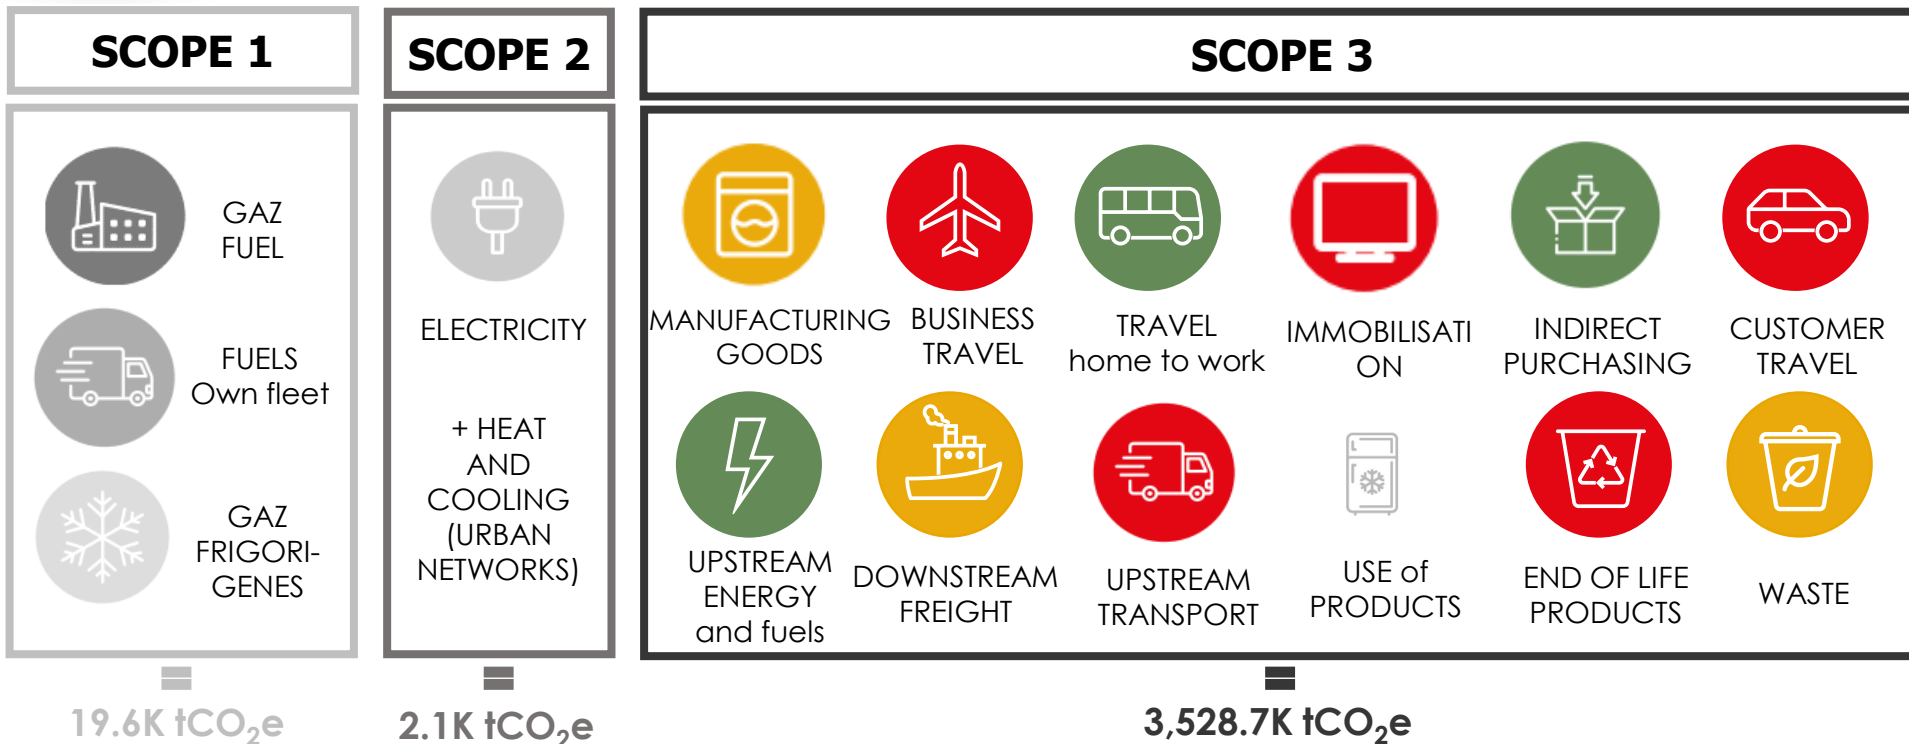 SCOPE 1
SCOPE 2
SCOPE 3
GAZ
FUEL
FUELS
Own fleet
GAZ
FRIGORI-
GENES
ELECTRICITY
+ HEAT
AND
COOLING
(URBAN
NETWORKS)
MANUFACTURING
GOODS
BUSINESS
TRAVEL
TRAVEL
home to work
IMMOBILISATI
ON
INDIRECT
PURCHASING
CUSTOMER
TRAVEL
UPSTREAM
ENERGY
and fuels
DOWNSTREAM
FREIGHT
UPSTREAM
TRANSPORT
USE of
PRODUCTS
END OF LIFE
PRODUCTS
WASTE
=
19.6K tCO₂e
=
2.1K tCO₂e
=
3,528.7K tCO₂e